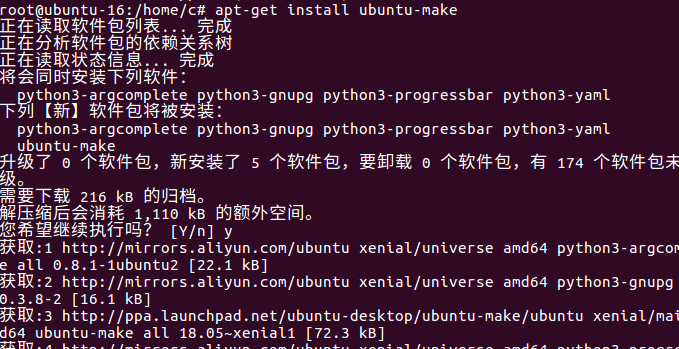 root@ubuntu-16:/home/c# apt-get install ubuntu-make
正在读取软件包列表... 完成
正在分析软件包的依赖关系树
正在读取状态信息... 完成
将会同时安装下列软件：
python3-argcomplete python3-gnupg python3-progressbar python3-yaml
下列【新】软件包将被安装：
python3-argcomplete python3-gnupg python3-progressbar python3-yaml
ubuntu-make
升级了 0 个软件包，新安装了 5 个软件包，要卸载 0 个软件包，有 174 个软件包未
级。
需要下载 216 kB 的归档。
解压缩后会消耗 1,110 kB 的额外空间。
您希望继续执行吗？ [Y/n] y
获取:1 http://mirrors.aliyun.com/ubuntu xenial/universe amd64 python3-argcom
e all 0.8.1-1ubuntu2 [22.1 kB]
获取:2 http://mirrors.aliyun.com/ubuntu xenial/universe amd64 python3-gnupg
0.3.8-2 [16.1 kB]
获取:3 http://ppa.launchpad.net/ubuntu-desktop/ubuntu-make/ubuntu xenial/mai
d64 ubuntu-make all 18.05~xenial1 [72.3 kB]